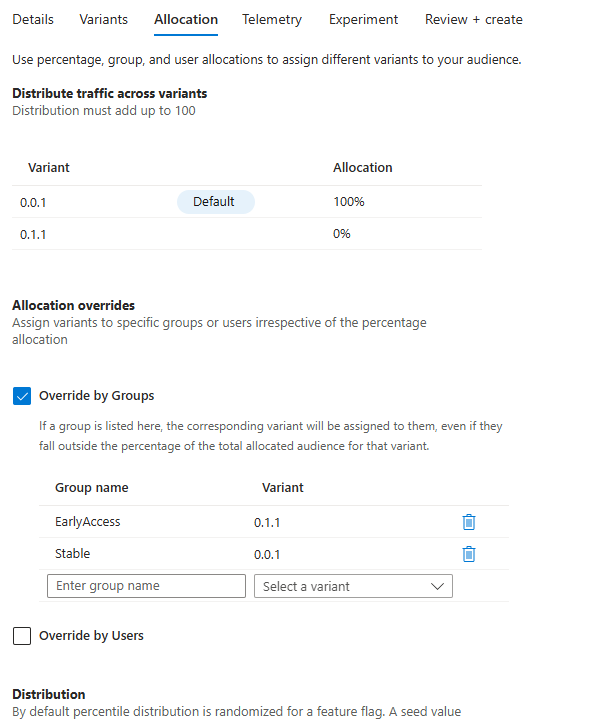 Details Variants Allocation Telemetry Experiment Review + create
Use percentage, group, and user allocations to assign different variants to your audience.
Distribute traffic across variants
Distribution must add up to 100
Variant Allocation
0.0.1 Default 100%
0.1.1 0%
Allocation overrides
Assign variants to specific groups or users irrespective of the percentage
allocation
Override by Groups
If a group is listed here, the corresponding variant will be assigned to them, even if they
fall outside the percentage of the total allocated audience for that variant.
Group name Variant
EarlyAccess 0.1.1
Stable 0.0.1
Enter group name Select a variant
Override by Users
Distribution
By default percentile distribution is randomized for a feature flag. A seed value